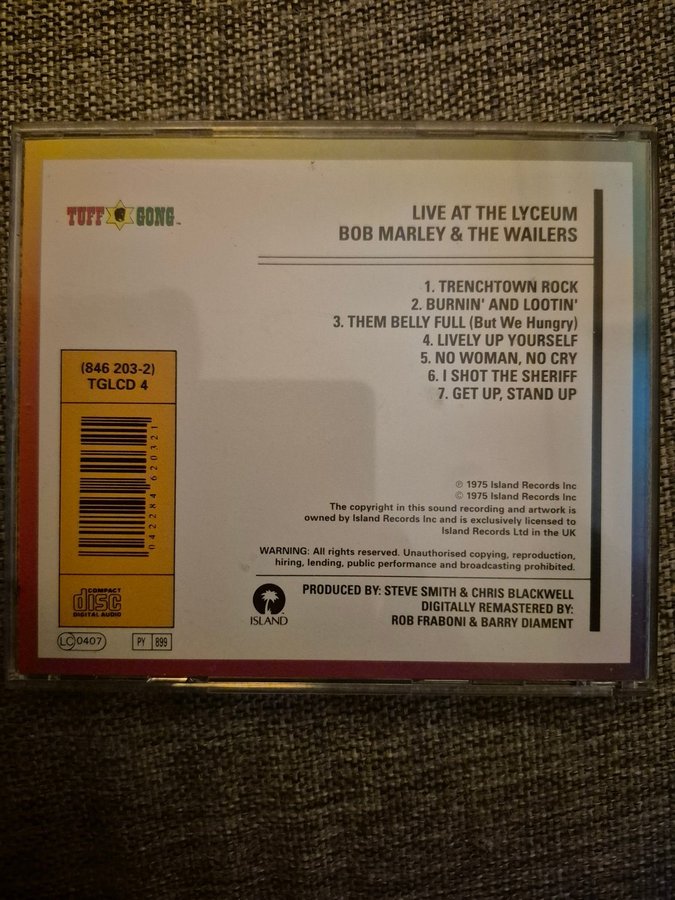 TUFF GONG™
LIVE AT THE LYCEUM
BOB MARLEY & THE WAILERS
1. TRENCHTOWN ROCK
2. BURNIN' AND LOOTIN'
3. THEM BELLY FULL (But We Hungry)
4. LIVELY UP YOURSELF
5. NO WOMAN, NO CRY
6. I SHOT THE SHERIFF
7. GET UP, STAND UP
(846 203-2)
TGLCD 4
042284620321
COMPACT
disc
DIGITAL AUDIO
LC 0407
PY 899
℗ 1975 Island Records Inc
© 1975 Island Records Inc
The copyright in this sound recording and artwork is
owned by Island Records Inc and is exclusively licensed to
Island Records Ltd in the UK
WARNING: All rights reserved. Unauthorised copying, reproduction,
hiring, lending, public performance and broadcasting prohibited.
ISLAND
PRODUCED BY: STEVE SMITH & CHRIS BLACKWELL
DIGITALLY REMASTERED BY:
ROB FRABONI & BARRY DIAMENT